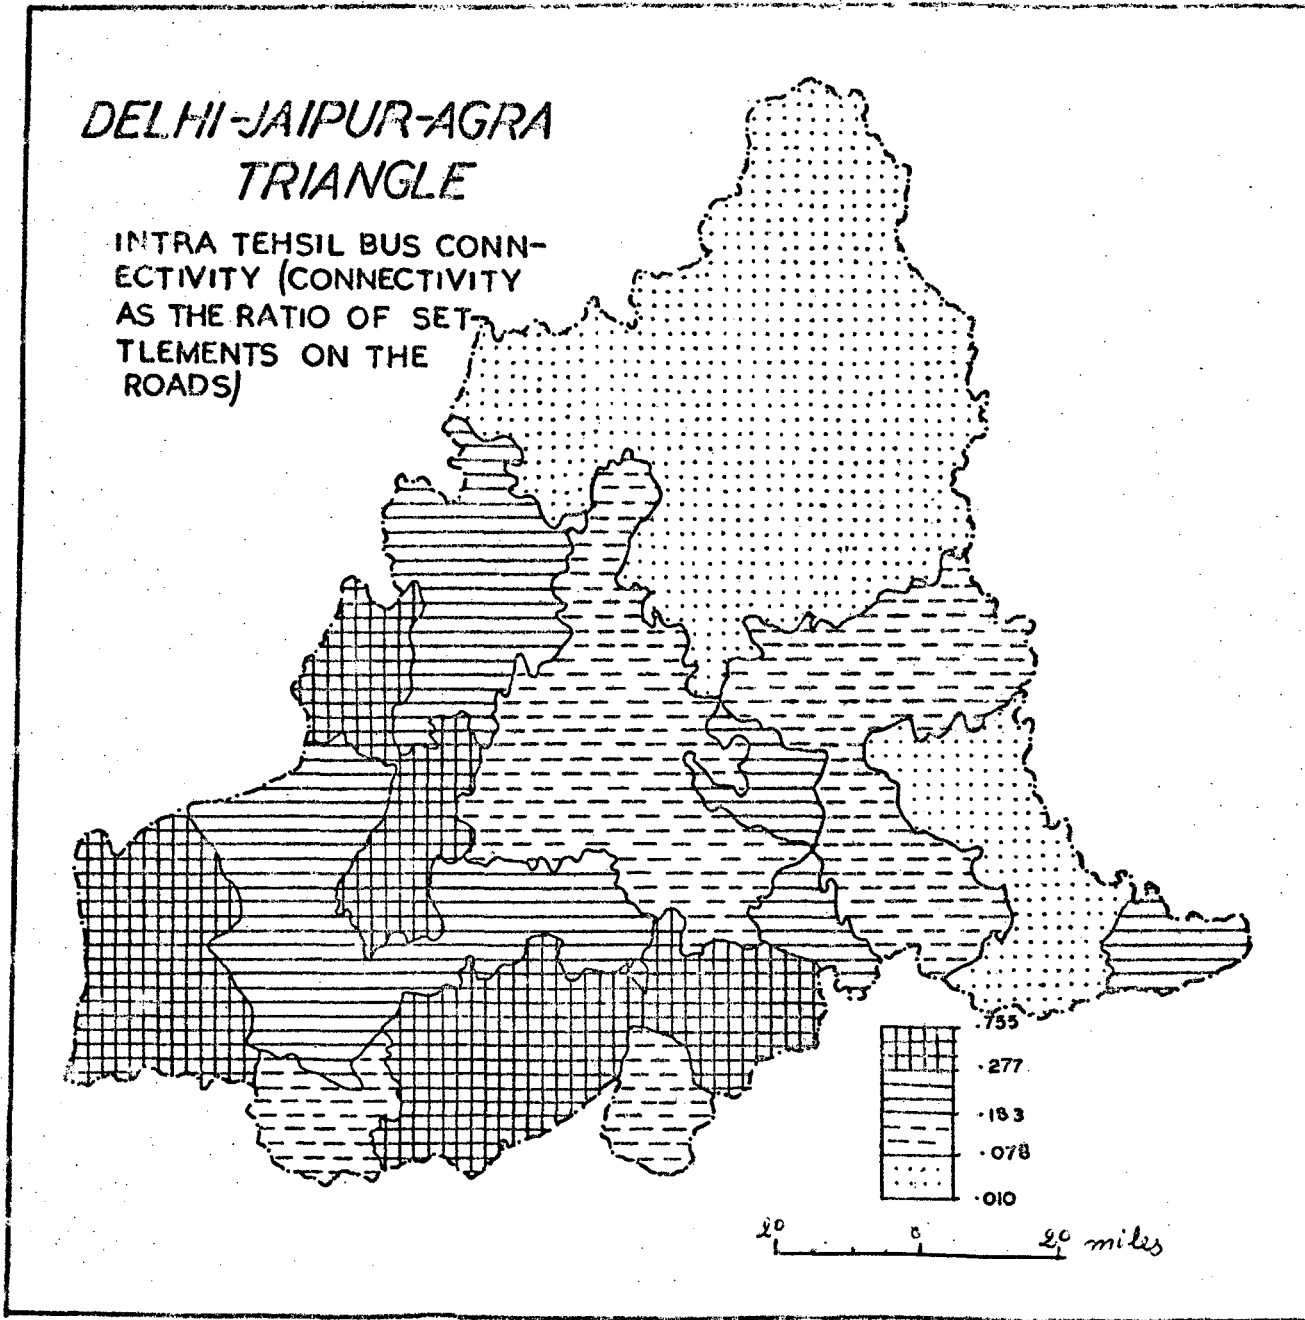 DELHI-JAIPUR-AGRA
TRIANGLE
INTRA TEHSIL BUS CONN-
ECTIVITY (CONNECTIVITY
AS THE RATIO OF SET-
TLEMENTS ON THE
ROADS)
.755
.277
.183
.078
.010
20 0 20 miles